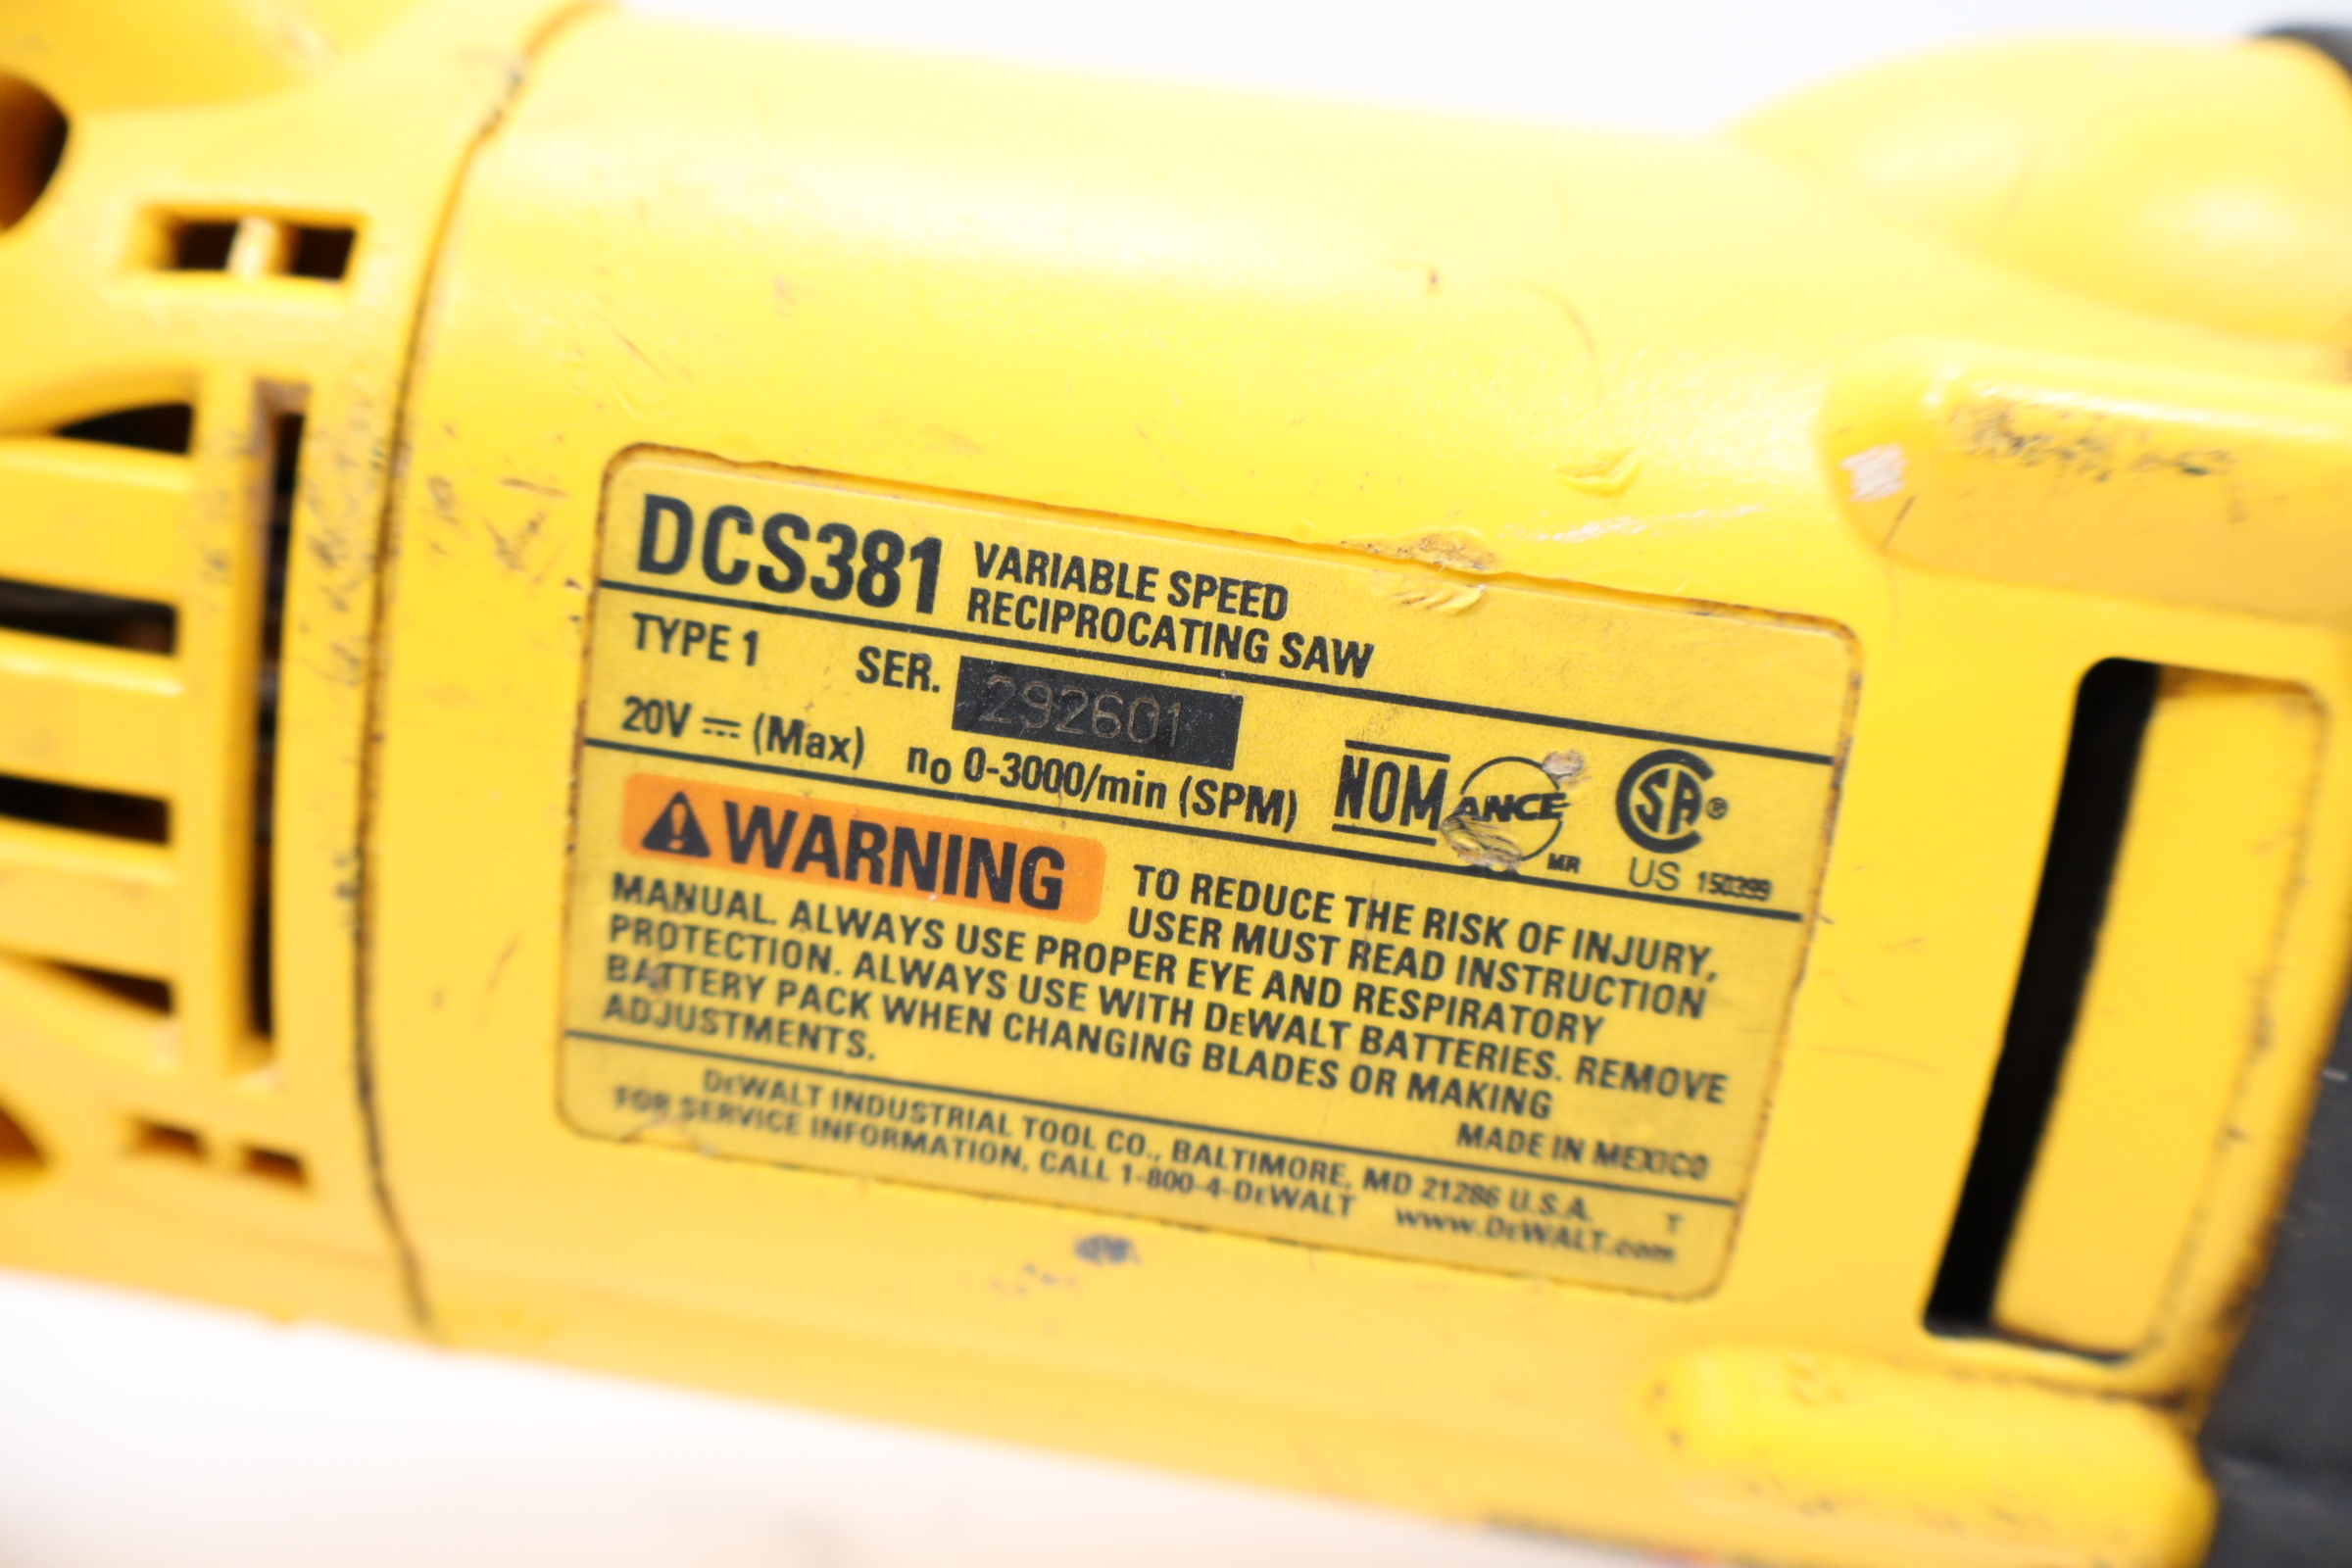 DCS381 VARIABLE SPEED
RECIPROCATING SAW
TYPE 1 SER. 292601
20V ⎓ (Max) no 0-3000/min (SPM)
NOM ANCE MR
SA ® US 150399
WARNING TO REDUCE THE RISK OF INJURY,
USER MUST READ INSTRUCTION
MANUAL. ALWAYS USE PROPER EYE AND RESPIRATORY
PROTECTION. ALWAYS USE WITH DEWALT BATTERIES. REMOVE
BATTERY PACK WHEN CHANGING BLADES OR MAKING
ADJUSTMENTS.
MADE IN MEXICO
DEWALT INDUSTRIAL TOOL CO., BALTIMORE, MD 21286 U.S.A. T
FOR SERVICE INFORMATION, CALL 1-800-4-DEWALT www.DEWALT.com